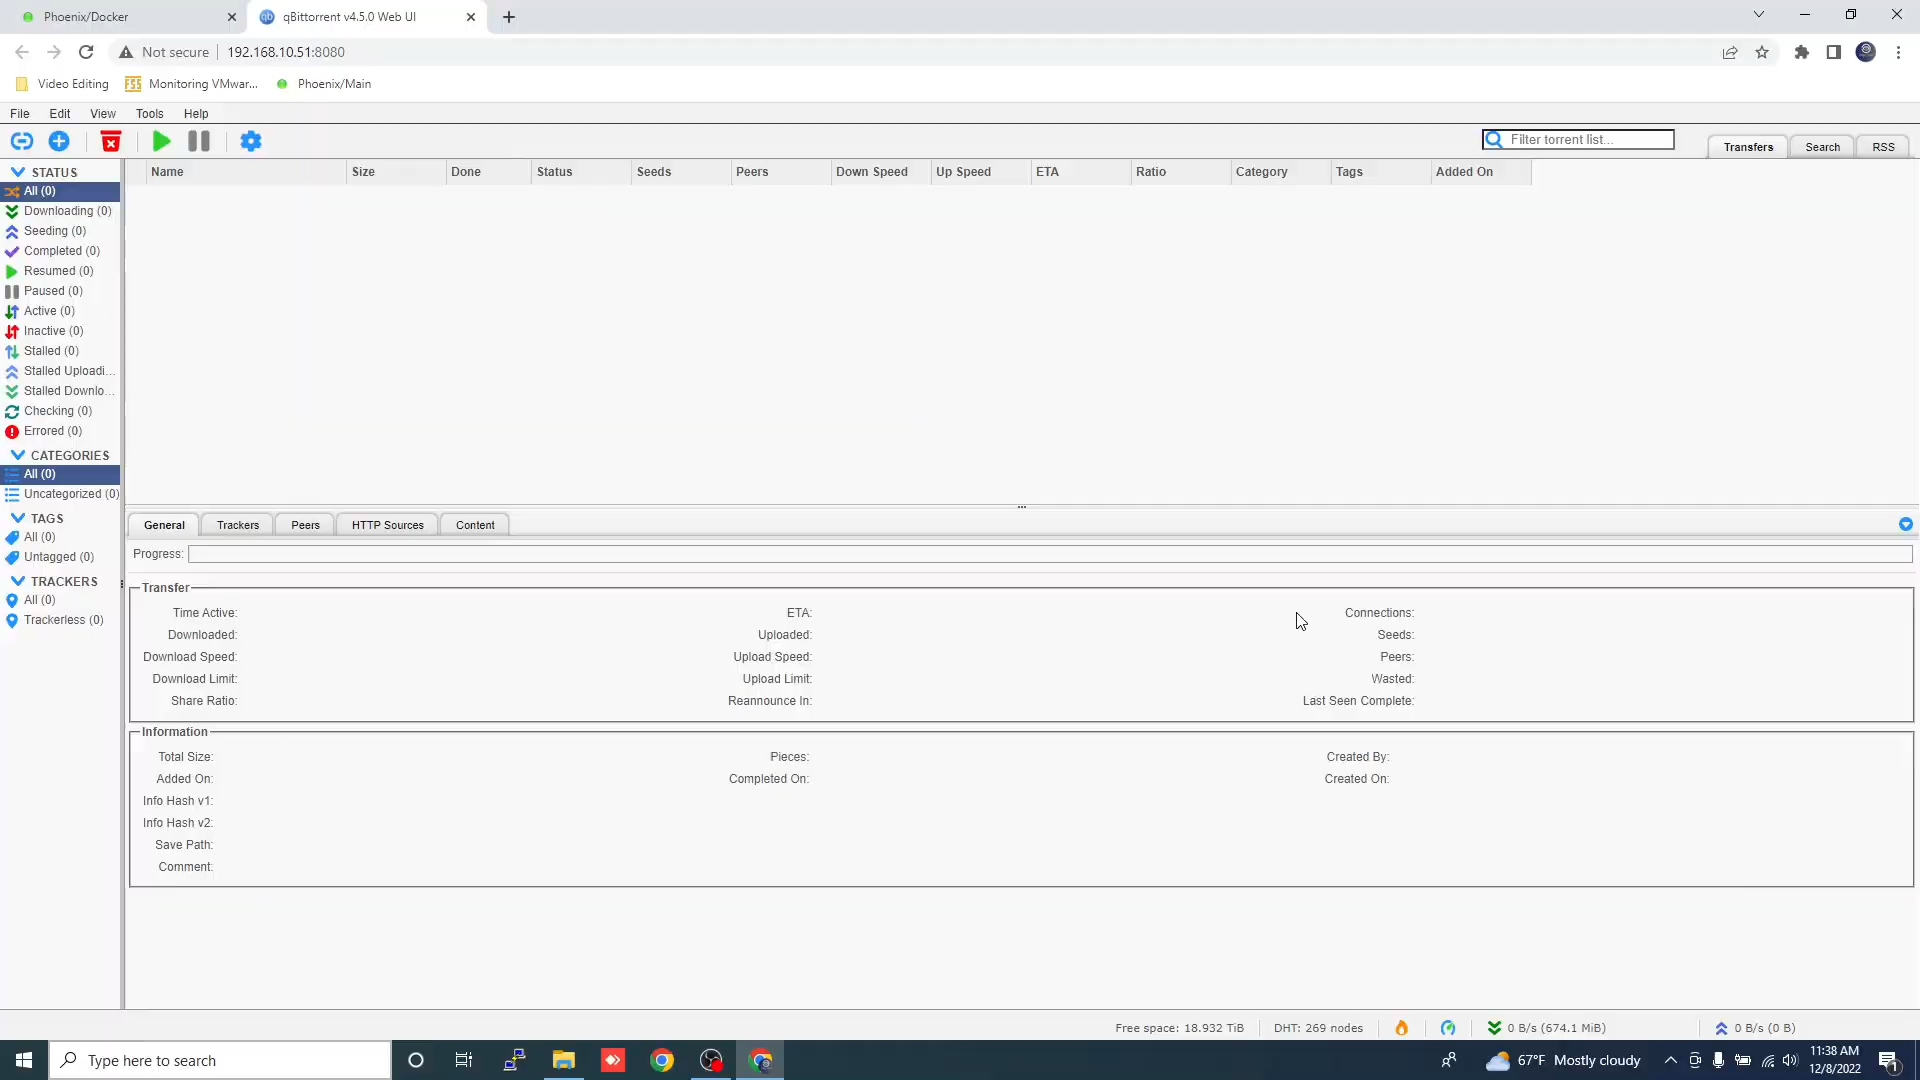 Phoenix/Docker
qBittorrent v4.5.0 Web UI
Not secure 192.168.10.51:8080
Video Editing FSS Monitoring VMwar... Phoenix/Main
File Edit View Tools Help
Filter torrent list...
Transfers Search RSS
Name Size Done Status Seeds Peers Down Speed Up Speed ETA Ratio Category Tags Added On
STATUS
All (0)
Downloading (0)
Seeding (0)
Completed (0)
Resumed (0)
Paused (0)
Active (0)
Inactive (0)
Stalled (0)
Stalled Uploadi...
Stalled Downlo...
Checking (0)
Errored (0)
CATEGORIES
All (0)
Uncategorized (0)
TAGS
All (0)
Untagged (0)
TRACKERS
All (0)
Trackerless (0)
General Trackers Peers HTTP Sources Content
Progress:
Transfer
Time Active: ETA: Connections:
Downloaded: Uploaded: Seeds:
Download Speed: Upload Speed: Peers:
Download Limit: Upload Limit: Wasted:
Share Ratio: Reannounce In: Last Seen Complete:
Information
Total Size: Pieces: Created By:
Added On: Completed On: Created On:
Info Hash v1:
Info Hash v2:
Save Path:
Comment:
Free space: 18.932 TiB DHT: 269 nodes 0 B/s (674.1 MiB) 0 B/s (0 B)
Type here to search
67°F Mostly cloudy
11:38 AM
12/8/2022
1